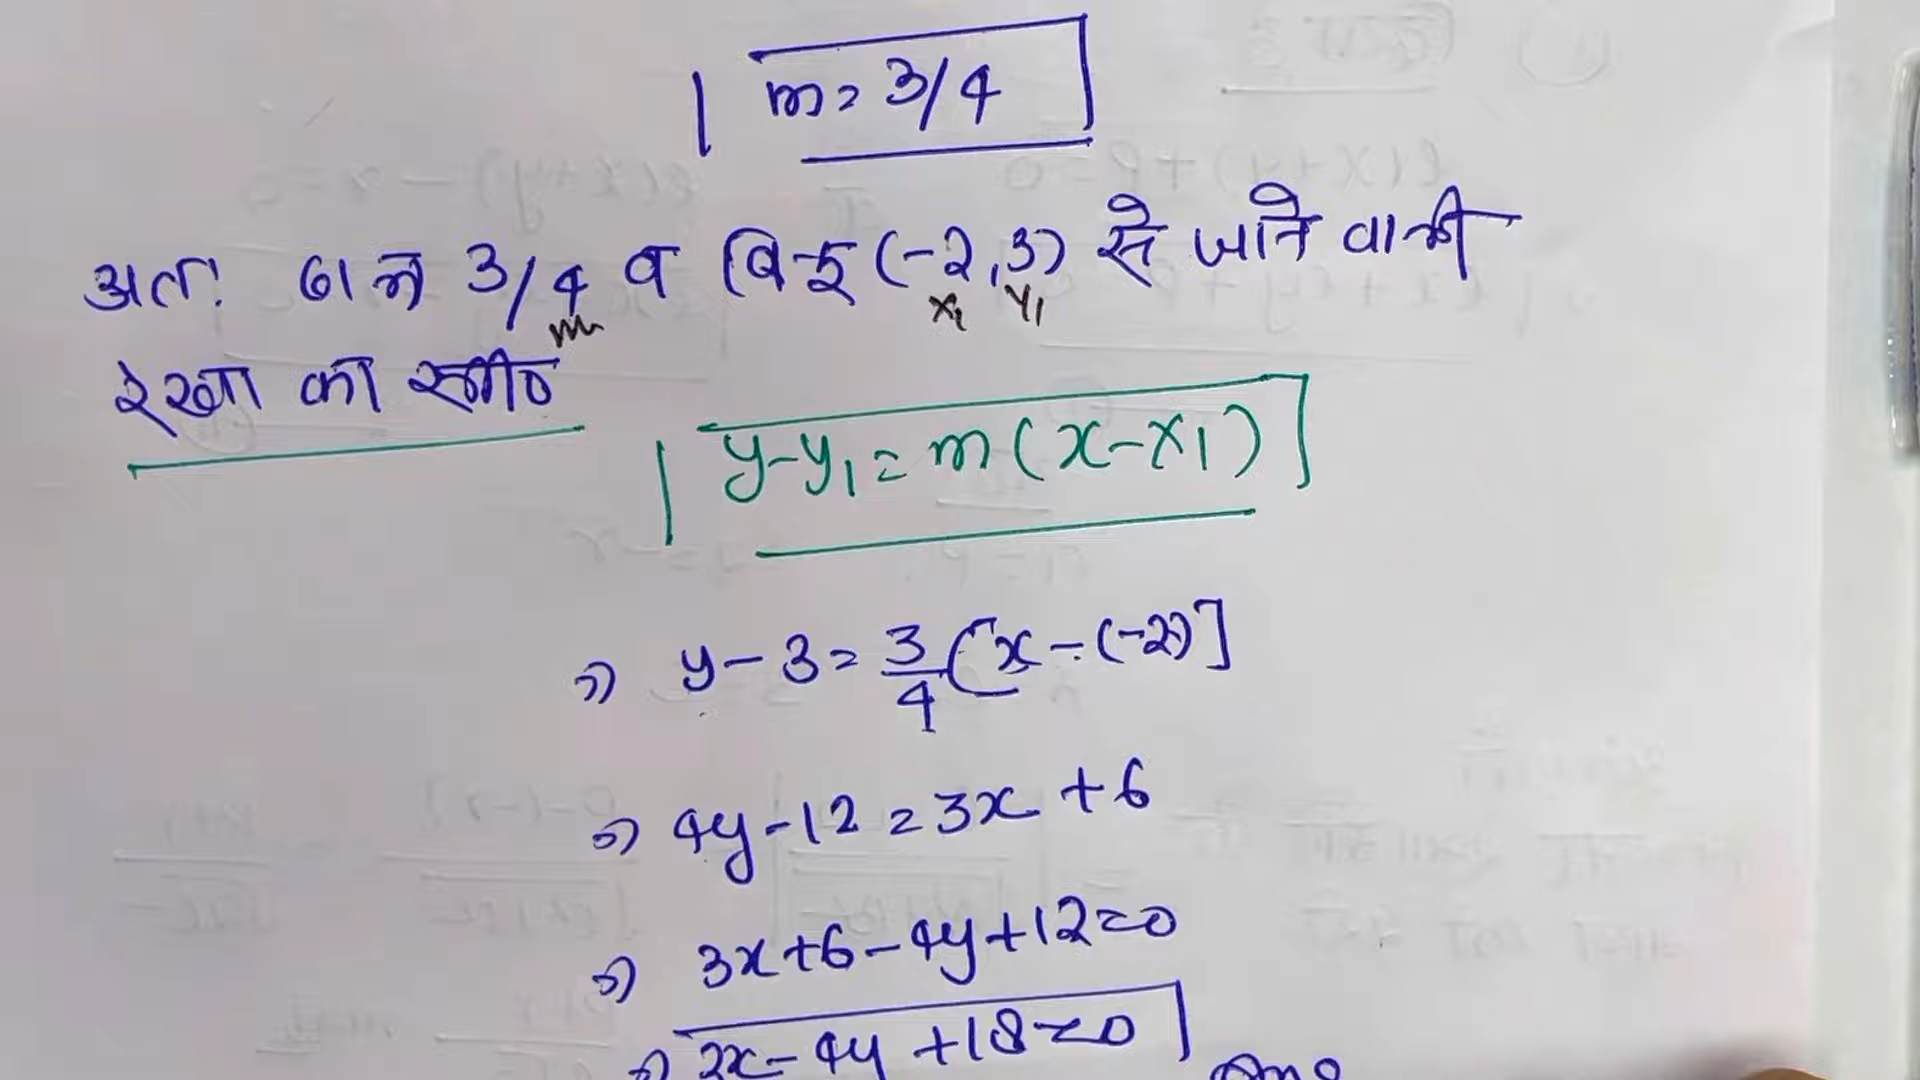 m = 3/4
अतः ढाल 3/4 व बिन्दु (-2, 3) से जाने वाली
m x₁ y₁
रेखा का समी०
y-y₁ = m(x-x₁)
⇒ y - 3 = 3/4 [x - (-2)]
⇒ 4y - 12 = 3x + 6
⇒ 3x + 6 - 4y + 12 = 0
⇒ 3x - 4y + 18 = 0 Ans